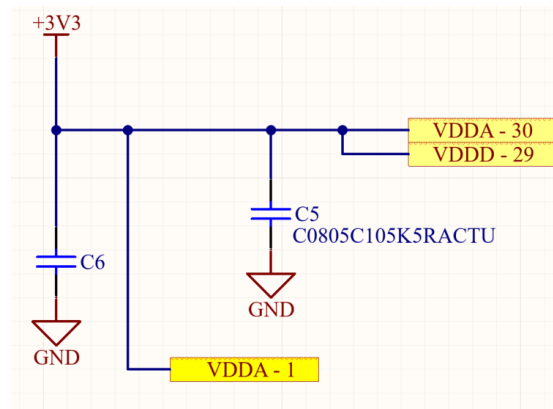 +3V3
VDDA - 30
VDDD - 29
C5
C0805C105K5RACTU
C6
GND
GND
VDDA - 1